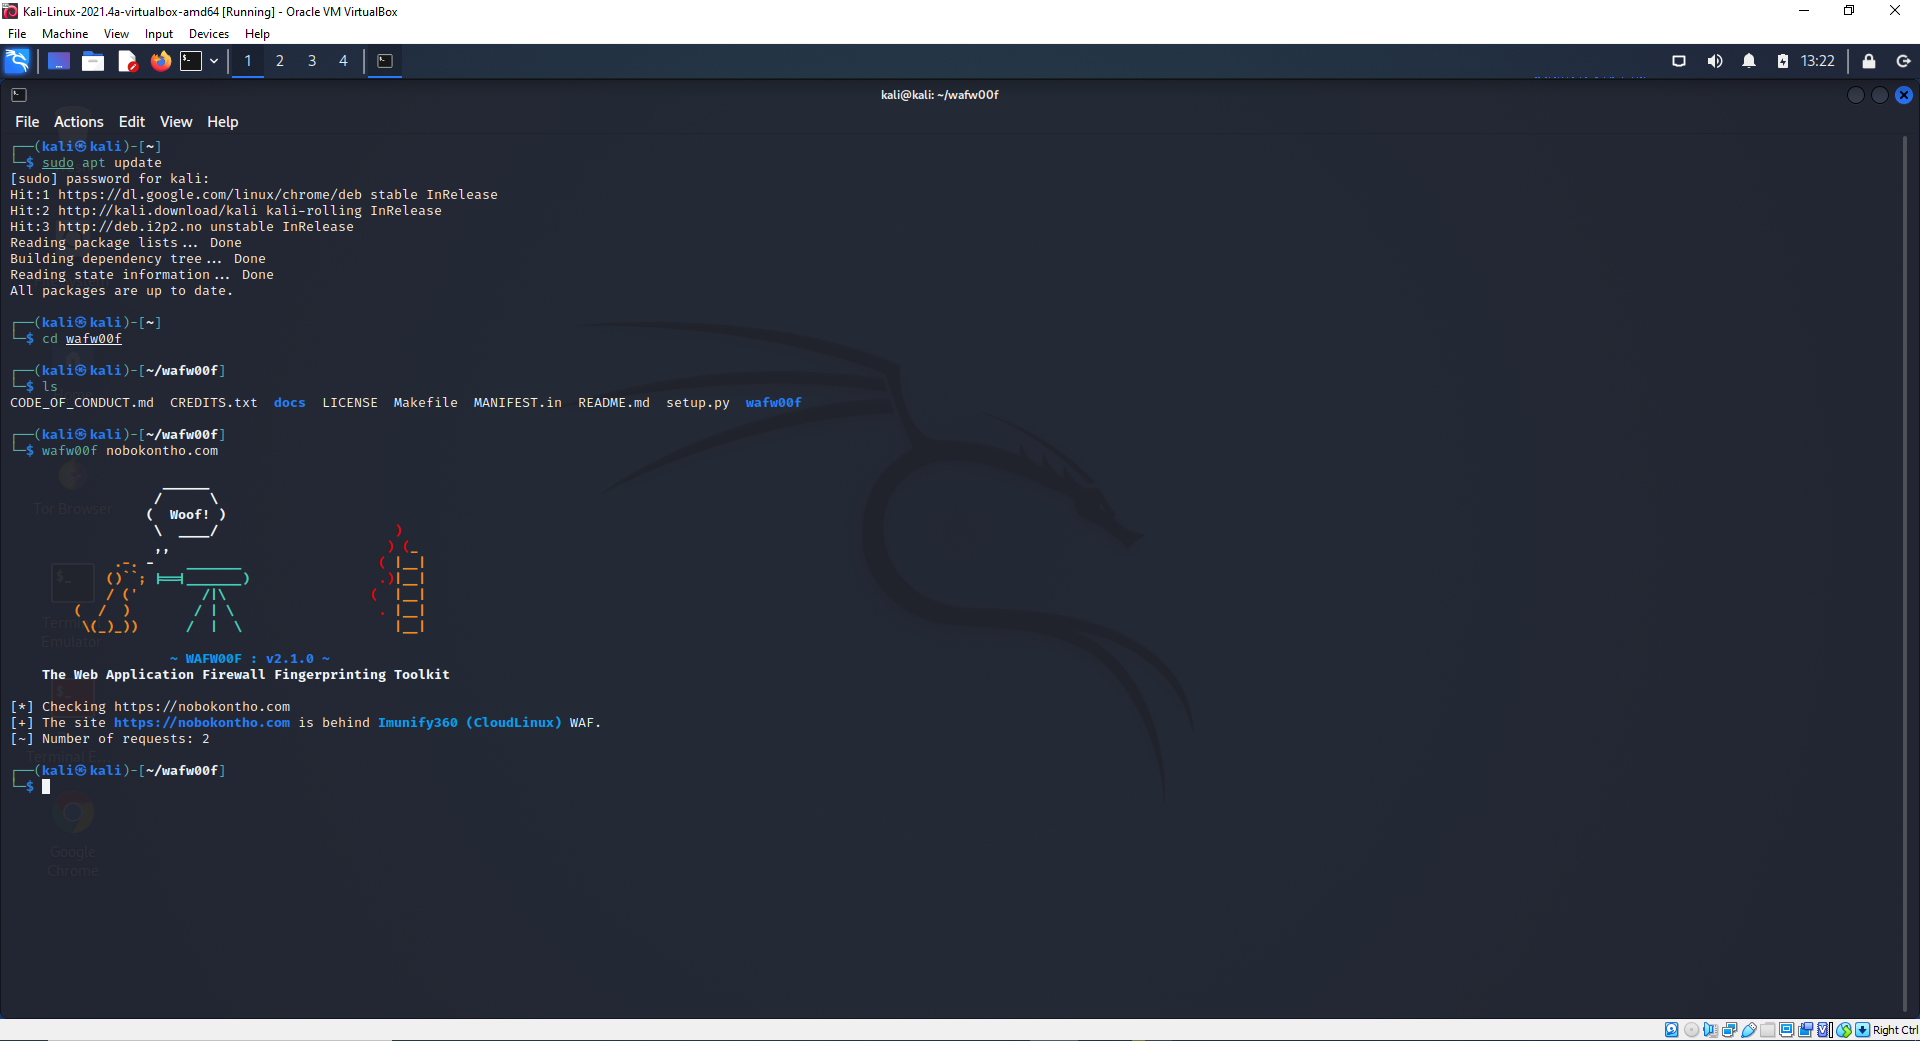 Kali-Linux-2021.4a-virtualbox-amd64 [Running] - Oracle VM VirtualBox
File Machine View Input Devices Help
1 2 3 4 13:22
kali@kali: ~/wafw00f
File Actions Edit View Help
┌──(kali㉿kali)-[~]
└─$ sudo apt update
[sudo] password for kali:
Hit:1 https://dl.google.com/linux/chrome/deb stable InRelease
Hit:2 http://kali.download/kali kali-rolling InRelease
Hit:3 http://deb.i2p2.no unstable InRelease
Reading package lists... Done
Building dependency tree... Done
Reading state information... Done
All packages are up to date.
┌──(kali㉿kali)-[~]
└─$ cd wafw00f
┌──(kali㉿kali)-[~/wafw00f]
└─$ ls
CODE_OF_CONDUCT.md CREDITS.txt docs LICENSE Makefile MANIFEST.in README.md setup.py wafw00f
┌──(kali㉿kali)-[~/wafw00f]
└─$ wafw00f nobokontho.com
Woof!
Tor Browser
Terminal
Emulator
~ WAFW00F : v2.1.0 ~
The Web Application Firewall Fingerprinting Toolkit
[*] Checking https://nobokontho.com
[+] The site https://nobokontho.com is behind Imunify360 (CloudLinux) WAF.
[~] Number of requests: 2
┌──(kali㉿kali)-[~/wafw00f]
└─$
Google
Chrome
Right Ctrl